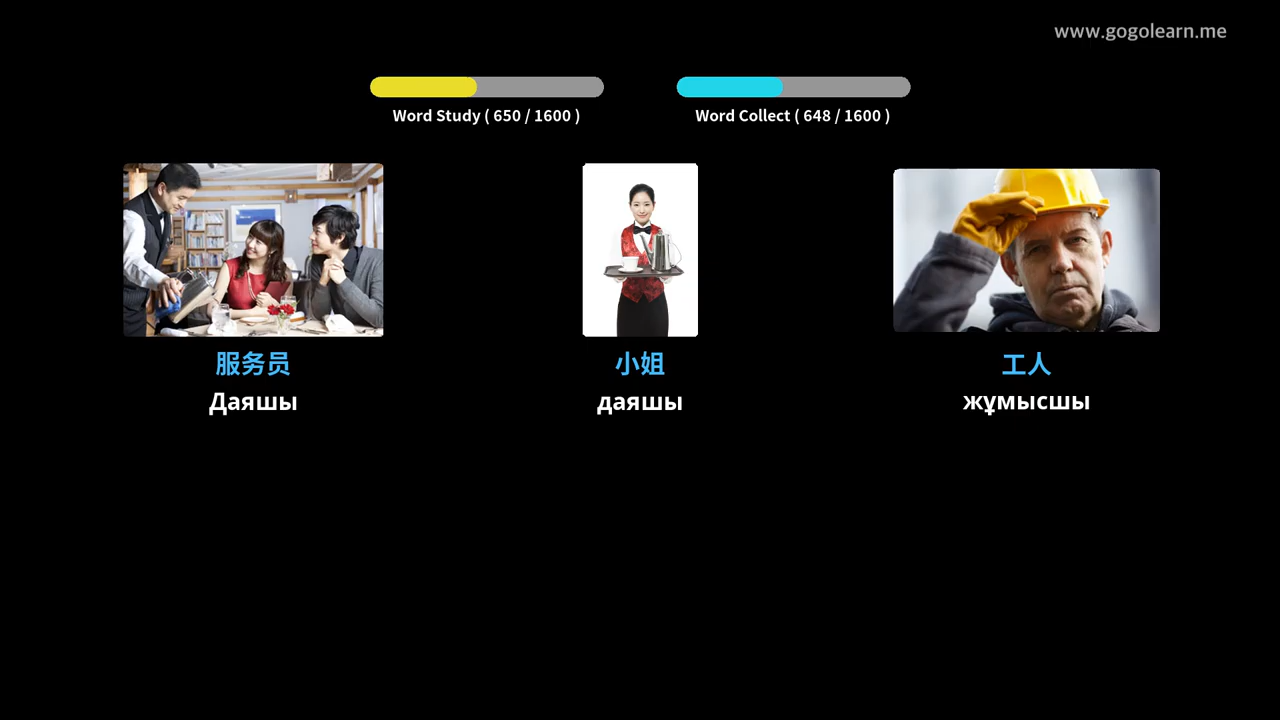 www.gogolearn.me
Word Study ( 650 / 1600 )
Word Collect ( 648 / 1600 )
服务员
Даяшы
小姐
даяшы
工人
жұмысшы